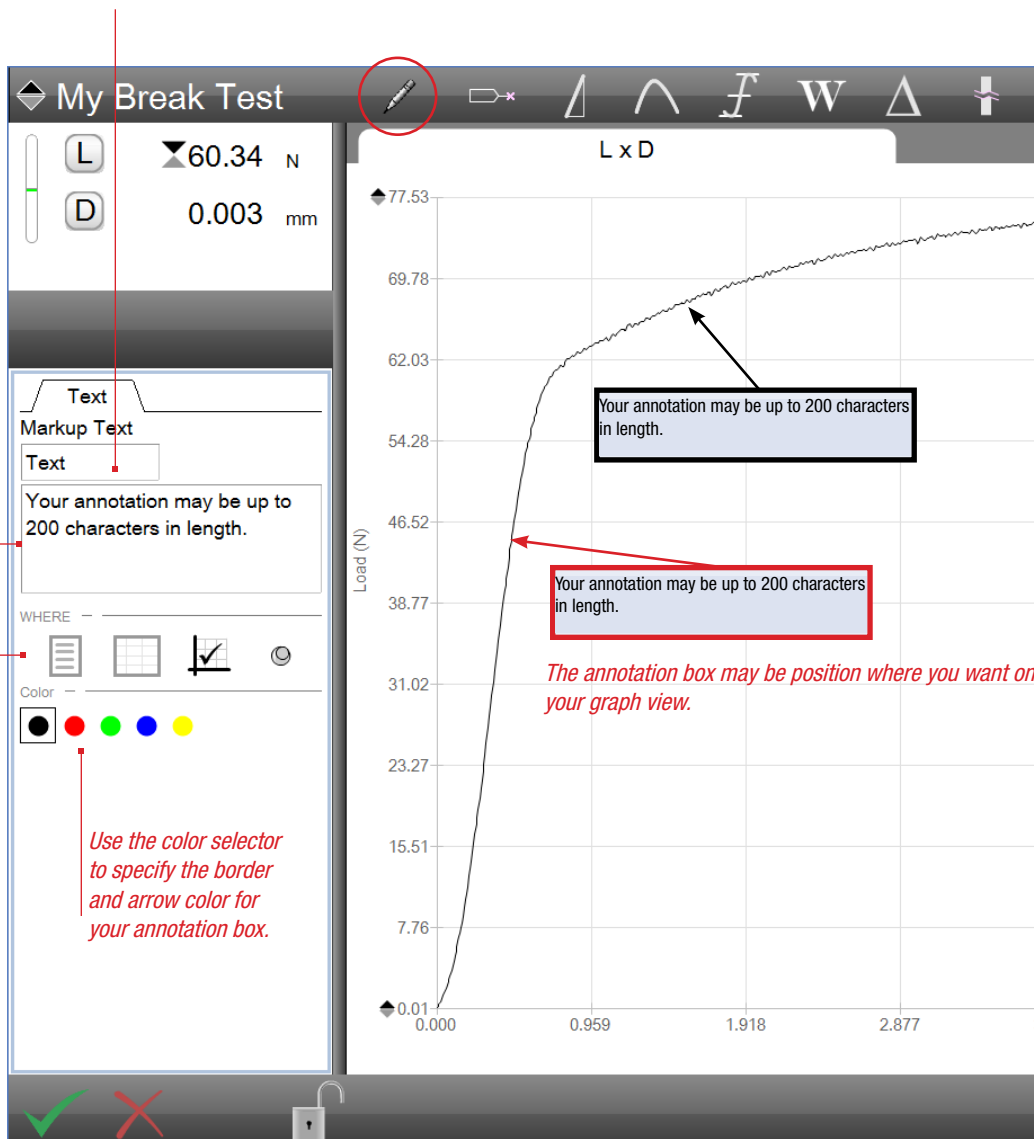 My Break Test
W
L
60.34 N
D
0.003 mm
Text
Markup Text
Text
Your annotation may be up to
200 characters in length.
WHERE
Color
Use the color selector
to specify the border
and arrow color for
your annotation box.
L x D
77.53
69.78
62.03
54.28
46.52
38.77
31.02
23.27
15.51
7.76
0.01
Load (N)
0.000 0.959 1.918 2.877
Your annotation may be up to 200 characters
in length.
Your annotation may be up to 200 characters
in length.
The annotation box may be position where you want on
your graph view.